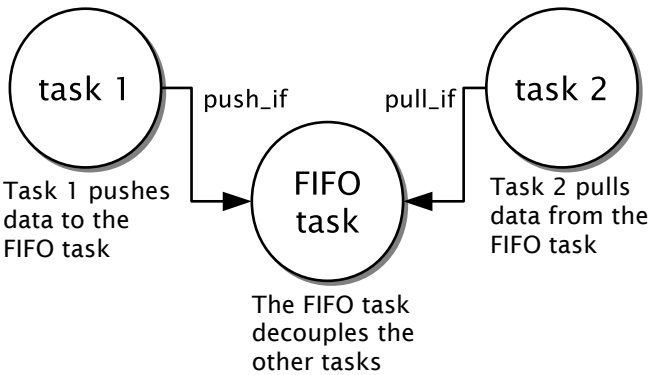 task 1
push_if
pull_if
task 2
Task 1 pushes
data to the
FIFO task
FIFO
task
Task 2 pulls
data from the
FIFO task
The FIFO task
decouples the
other tasks